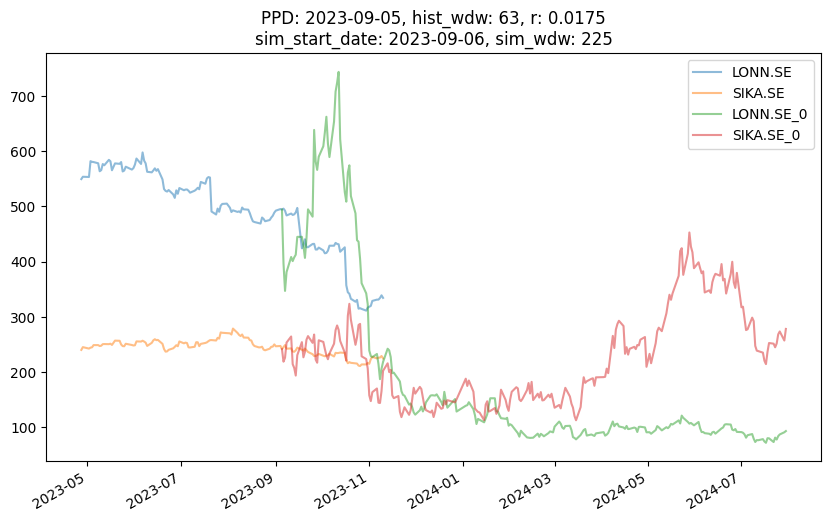 PPD: 2023-09-05, hist_wdw: 63, r: 0.0175
sim_start_date: 2023-09-06, sim_wdw: 225
LONN.SE
SIKA.SE
LONN.SE_0
SIKA.SE_0
700
600
500
400
300
200
100
2023-05
2023-07
2023-09
2023-11
2024-01
2024-03
2024-05
2024-07